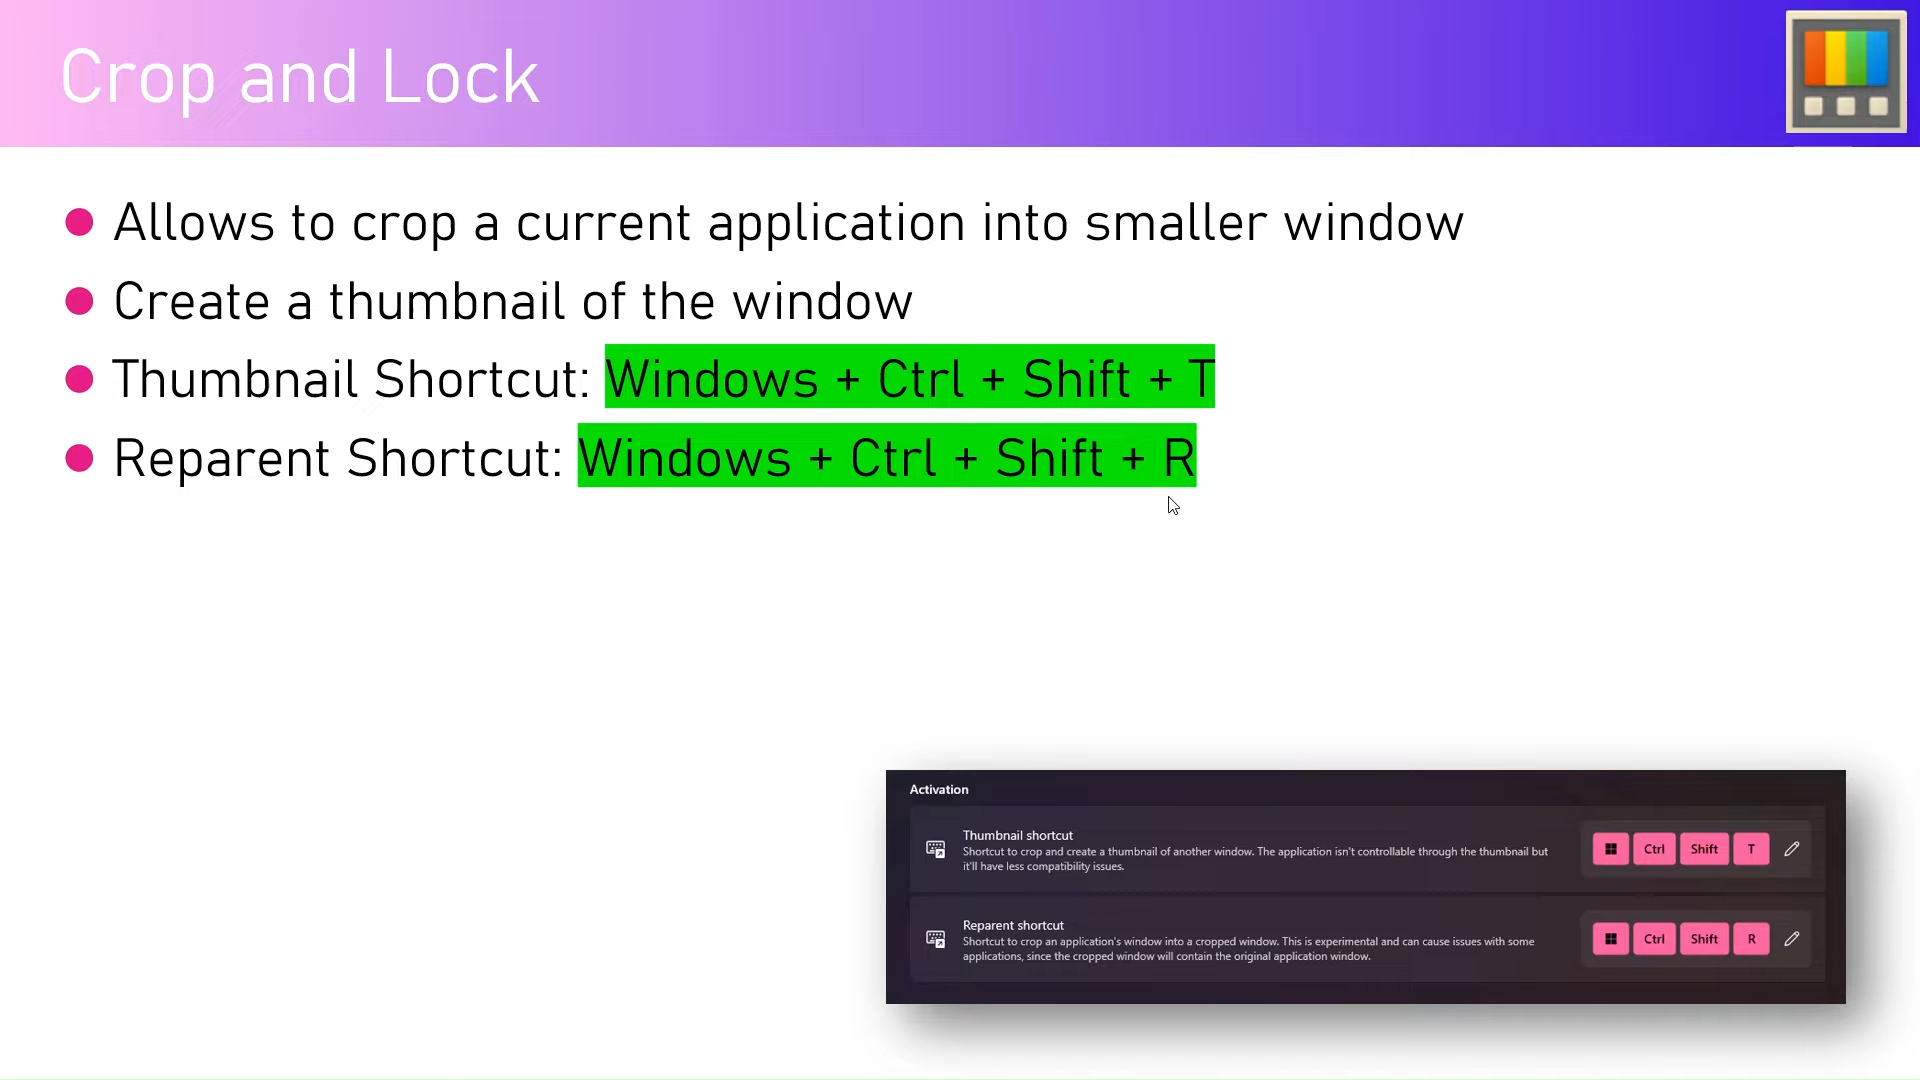 Crop and Lock
Allows to crop a current application into smaller window
Create a thumbnail of the window
Thumbnail Shortcut: Windows + Ctrl + Shift + T
Reparent Shortcut: Windows + Ctrl + Shift + R
Activation
Thumbnail shortcut
Shortcut to crop and create a thumbnail of another window. The application isn't controllable through the thumbnail but
it'll have less compatibility issues.
Ctrl Shift T
Reparent shortcut
Shortcut to crop an application's window into a cropped window. This is experimental and can cause issues with some
applications, since the cropped window will contain the original application window.
Ctrl Shift R